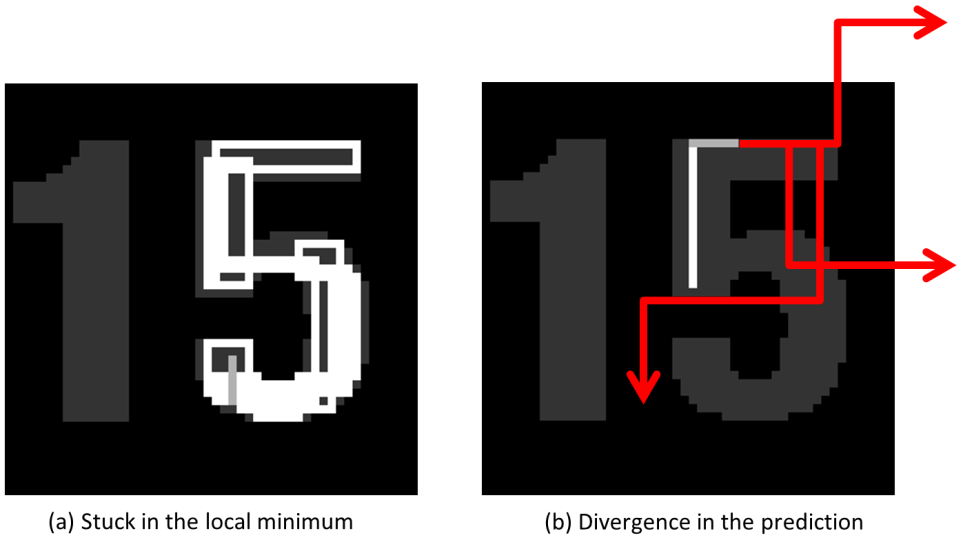 15
15
(a) Stuck in the local minimum
(b) Divergence in the prediction